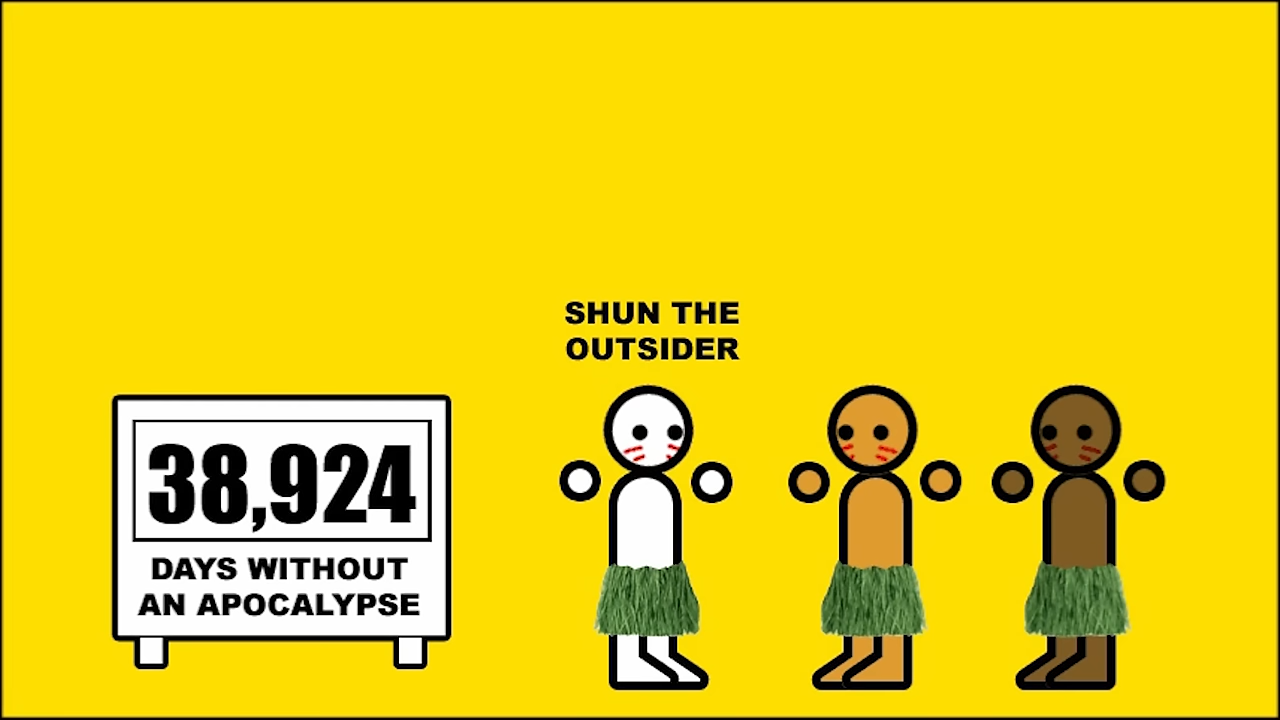 SHUN THE
OUTSIDER
38,924
DAYS WITHOUT
AN APOCALYPSE